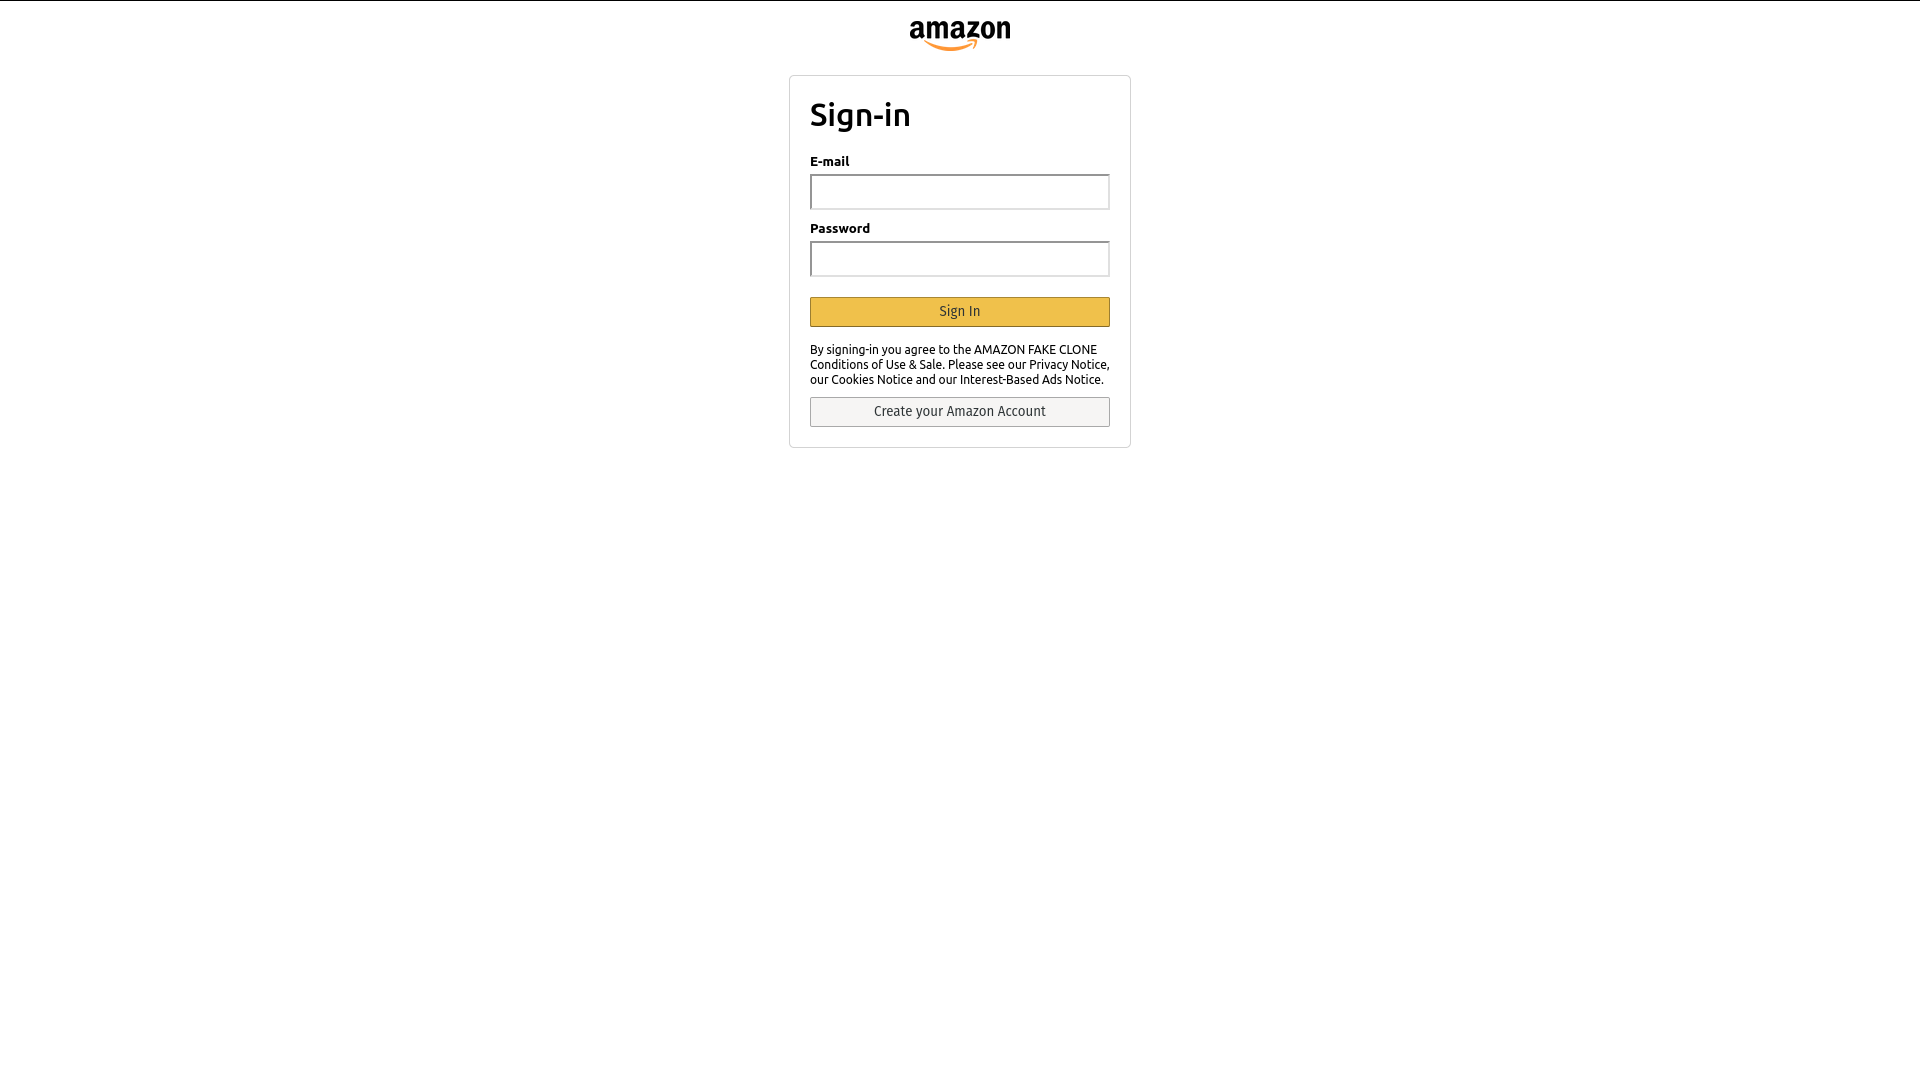 amazon
Sign-in
E-mail
Password
Sign In
By signing-in you agree to the AMAZON FAKE CLONE
Conditions of Use & Sale. Please see our Privacy Notice,
our Cookies Notice and our Interest-Based Ads Notice.
Create your Amazon Account